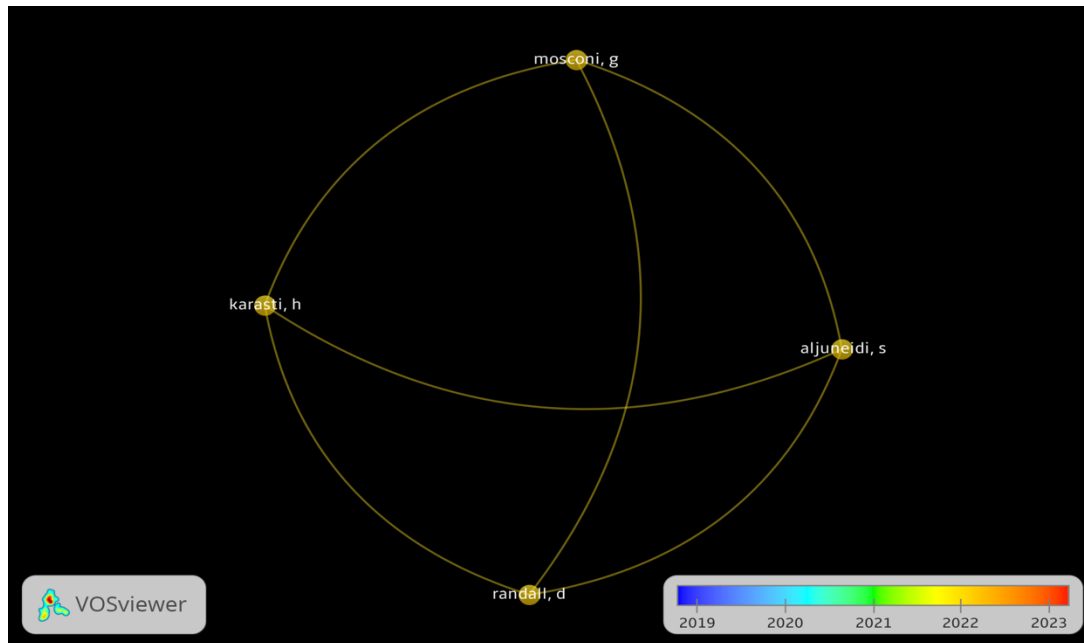 mosconi, g
karasti, h
aljuneidi, s
randall, d
VOSviewer
2019 2020 2021 2022 2023